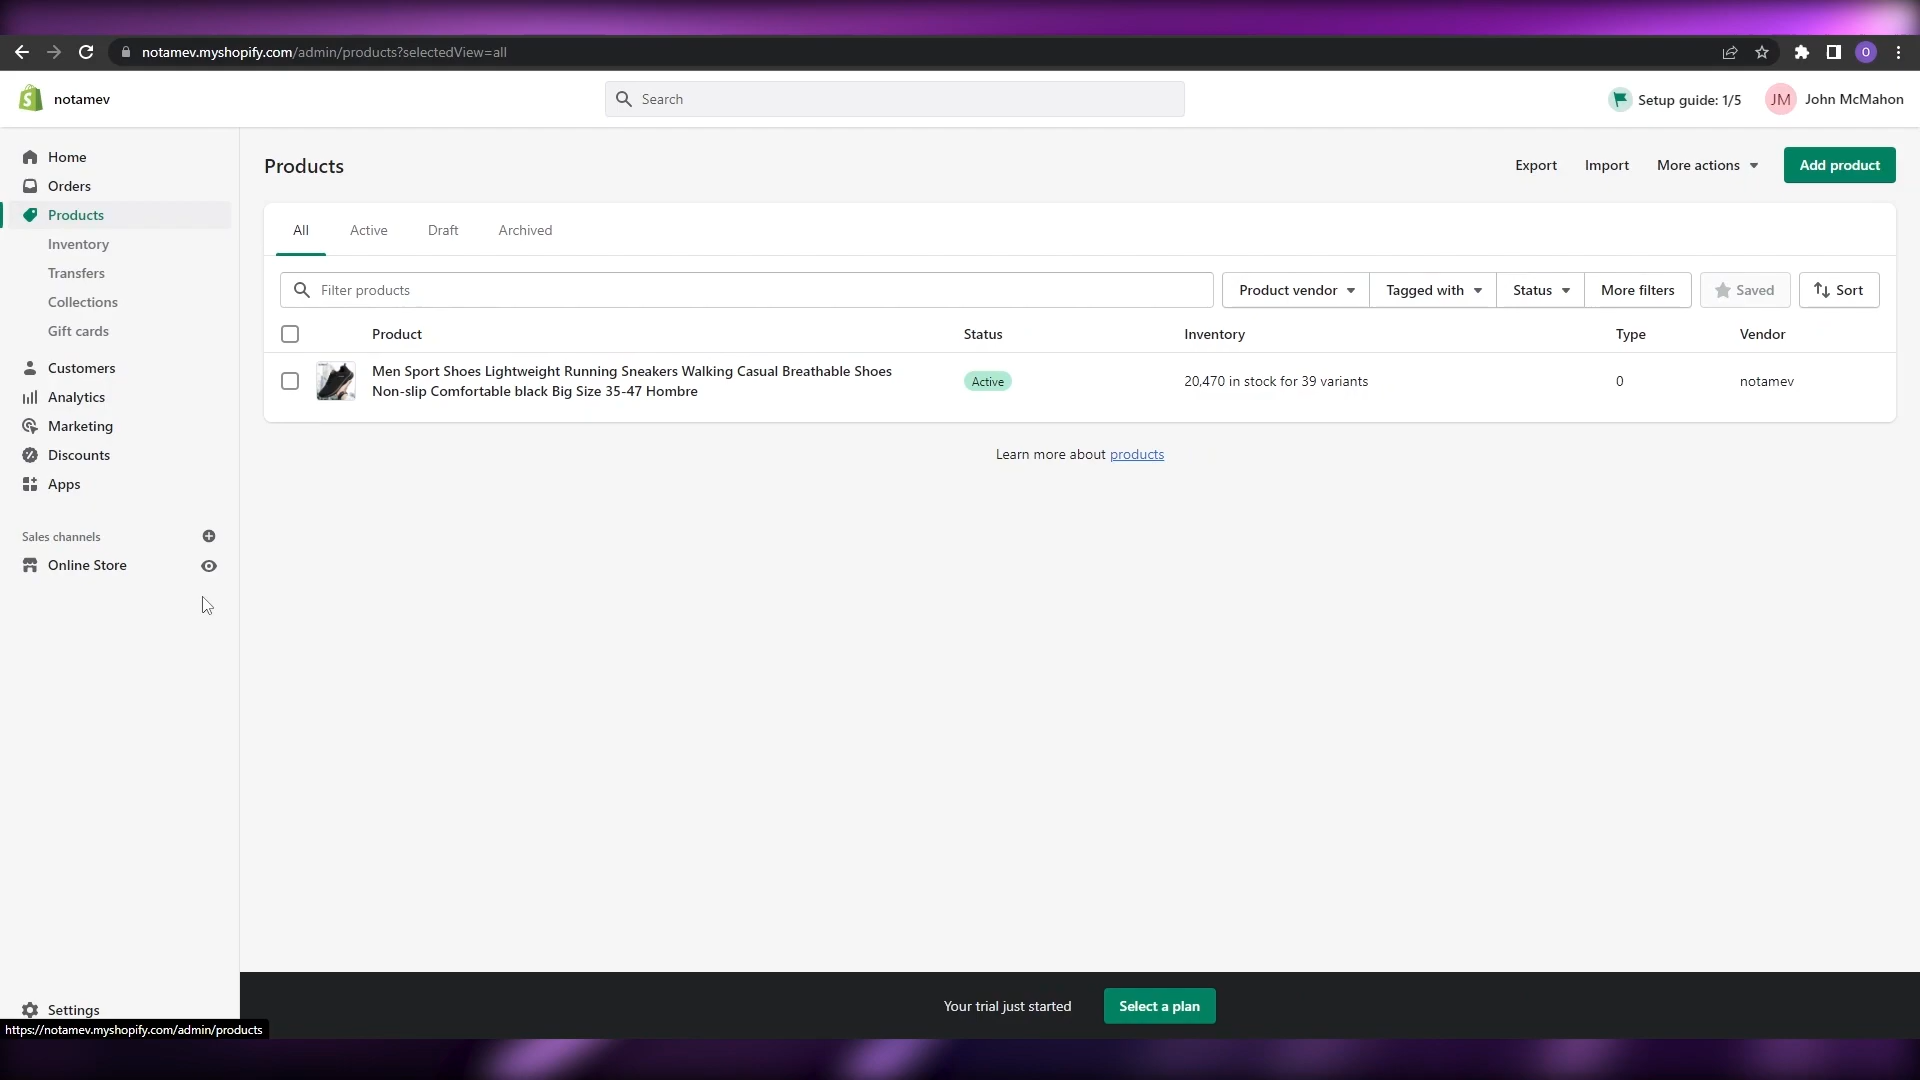 notamev.myshopify.com/admin/products?selectedView=all
O
notamev
Search
Setup guide: 1/5
JM
John McMahon
Home
Orders
Products
Inventory
Transfers
Collections
Gift cards
Customers
Analytics
Marketing
Discounts
Apps
Sales channels
Online Store
Settings
https://notamev.myshopify.com/admin/products
Products
Export
Import
More actions
Add product
All
Active
Draft
Archived
Filter products
Product vendor
Tagged with
Status
More filters
Saved
Sort
Product
Status
Inventory
Type
Vendor
Men Sport Shoes Lightweight Running Sneakers Walking Casual Breathable Shoes
Non-slip Comfortable black Big Size 35-47 Hombre
Active
20,470 in stock for 39 variants
0
notamev
Learn more about products
Your trial just started
Select a plan